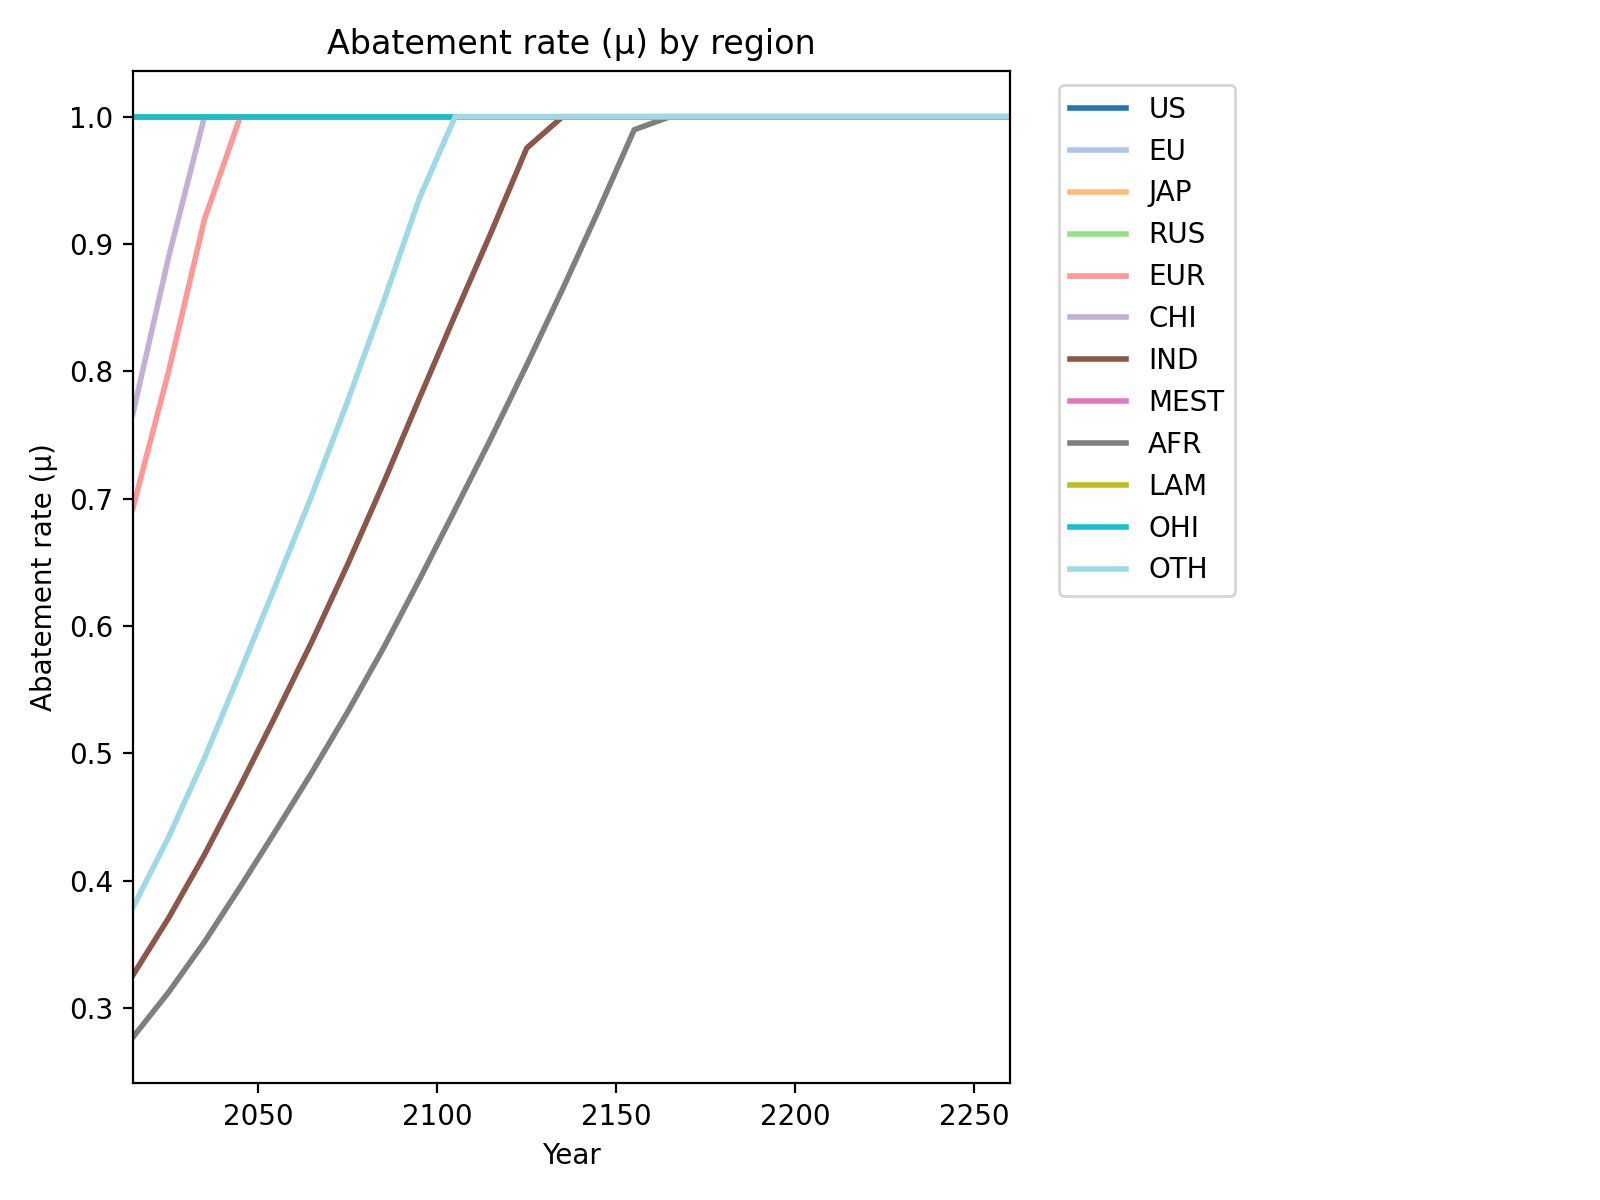 Abatement rate (μ) by region
1.0
0.9
0.8
0.7
0.6
0.5
0.4
0.3
Abatement rate (μ)
2050 2100 2150 2200 2250
Year
US
EU
JAP
RUS
EUR
CHI
IND
MEST
AFR
LAM
OHI
OTH